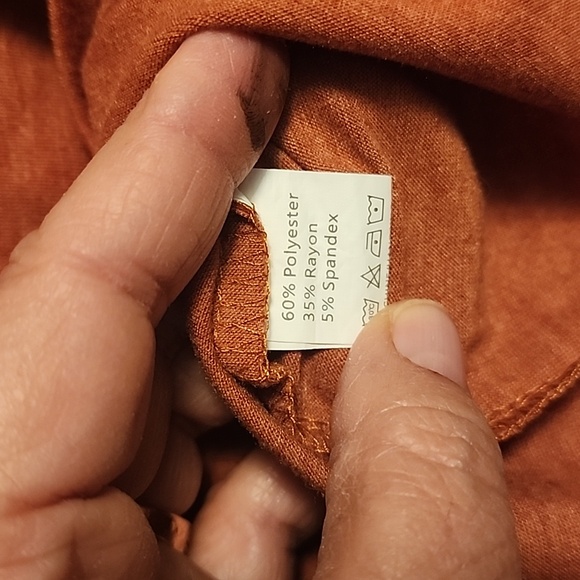 60% Polyester
35% Rayon
5% Spandex